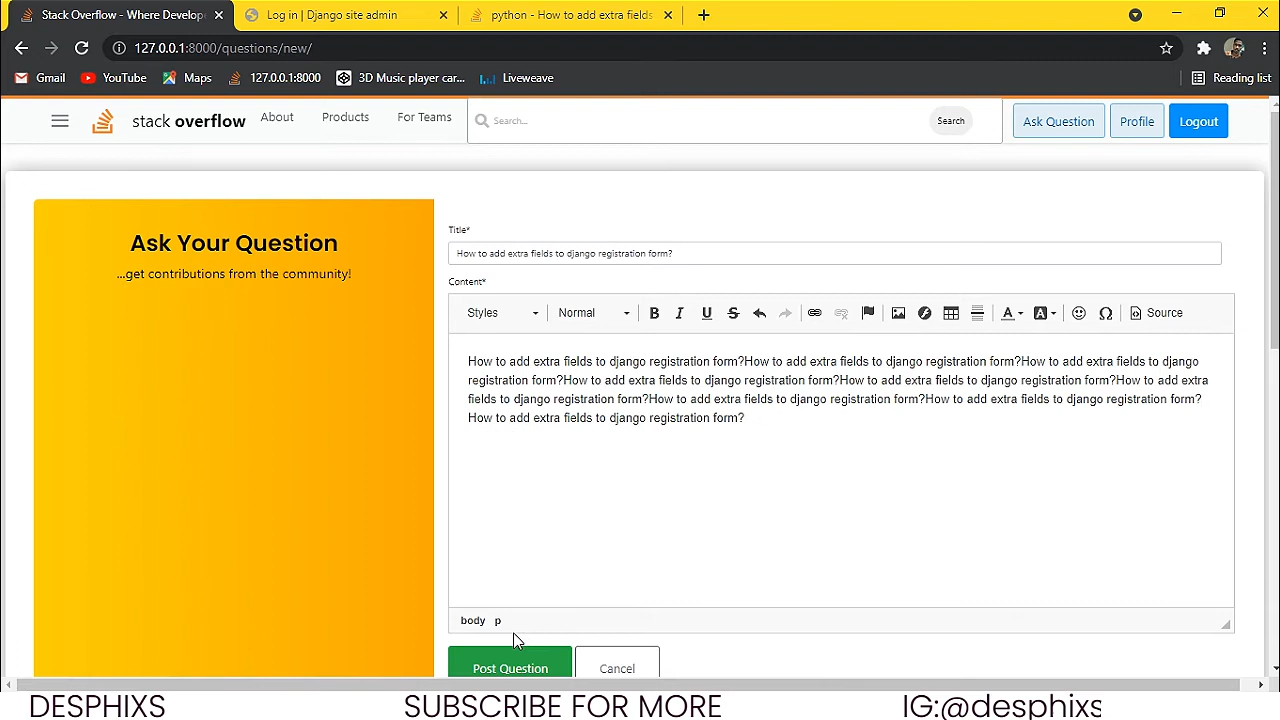 Stack Overflow - Where Develope
Log in | Django site admin
python - How to add extra fields
127.0.0.1:8000/questions/new/
Gmail
YouTube
Maps
127.0.0.1:8000
3D Music player car...
Liveweave
Reading list
stack overflow
About
Products
For Teams
Search...
Search
Ask Question
Profile
Logout
Ask Your Question
...get contributions from the community!
Title*
How to add extra fields to django registration form?
Content*
Styles
Normal
B I U S
A
A
Source
How to add extra fields to django registration form?How to add extra fields to django registration form?How to add extra fields to django
registration form?How to add extra fields to django registration form?How to add extra fields to django registration form?How to add extra
fields to django registration form?How to add extra fields to django registration form?How to add extra fields to django registration form?
How to add extra fields to django registration form?
body p
Post Question
Cancel
DESPHIXS
SUBSCRIBE FOR MORE
IG:@desphixs